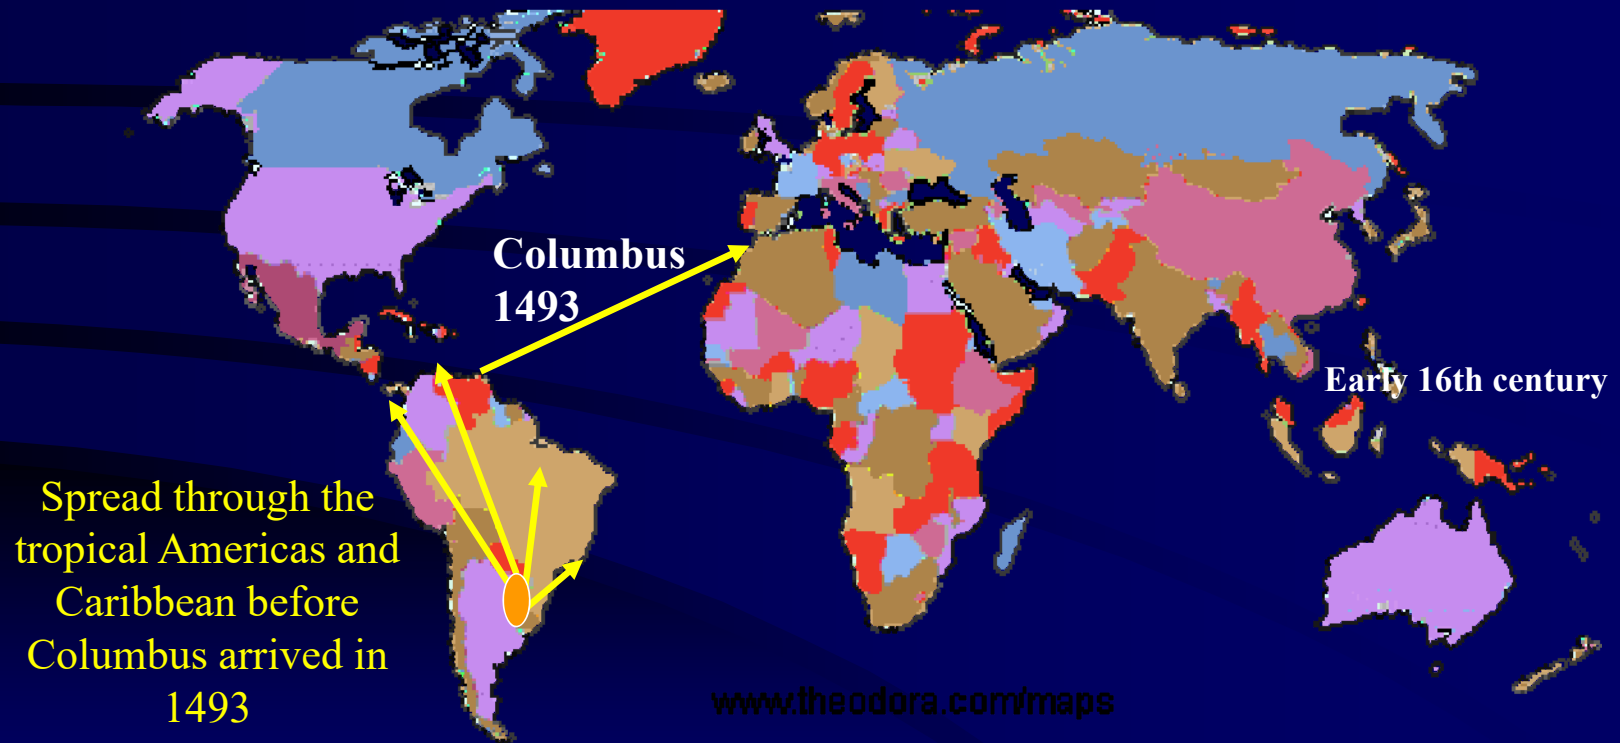 Columbus
1493
Early 16th century
Spread through the
tropical Americas and
Caribbean before
Columbus arrived in
1493
www.theodora.com/maps